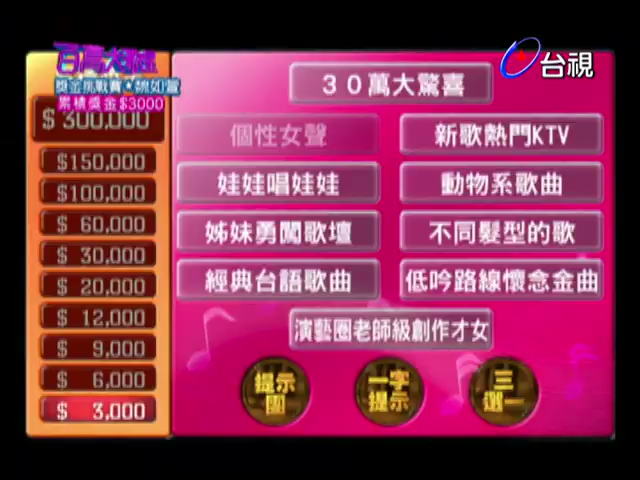 百萬大歌星
獎金挑戰賽★魏如萱
累積獎金$3000
台視
$ 300,000
$150,000
$100,000
$ 60,000
$ 30,000
$ 20,000
$ 12,000
$ 9,000
$ 6,000
$ 3,000
30萬大驚喜
個性女聲
新歌熱門KTV
娃娃唱娃娃
動物系歌曲
姊妹勇闖歌壇
不同髮型的歌
經典台語歌曲
低吟路線懷念金曲
演藝圈老師級創作才女
提示
圖
一字
提示
三
選一